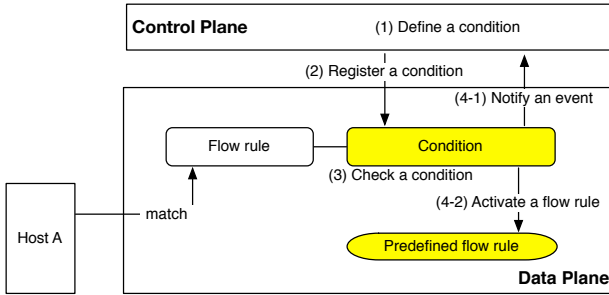 Control Plane
(1) Define a condition
(2) Register a condition
(4-1) Notify an event
Flow rule
Condition
(3) Check a condition
match
(4-2) Activate a flow rule
Host A
Predefined flow rule
Data Plane